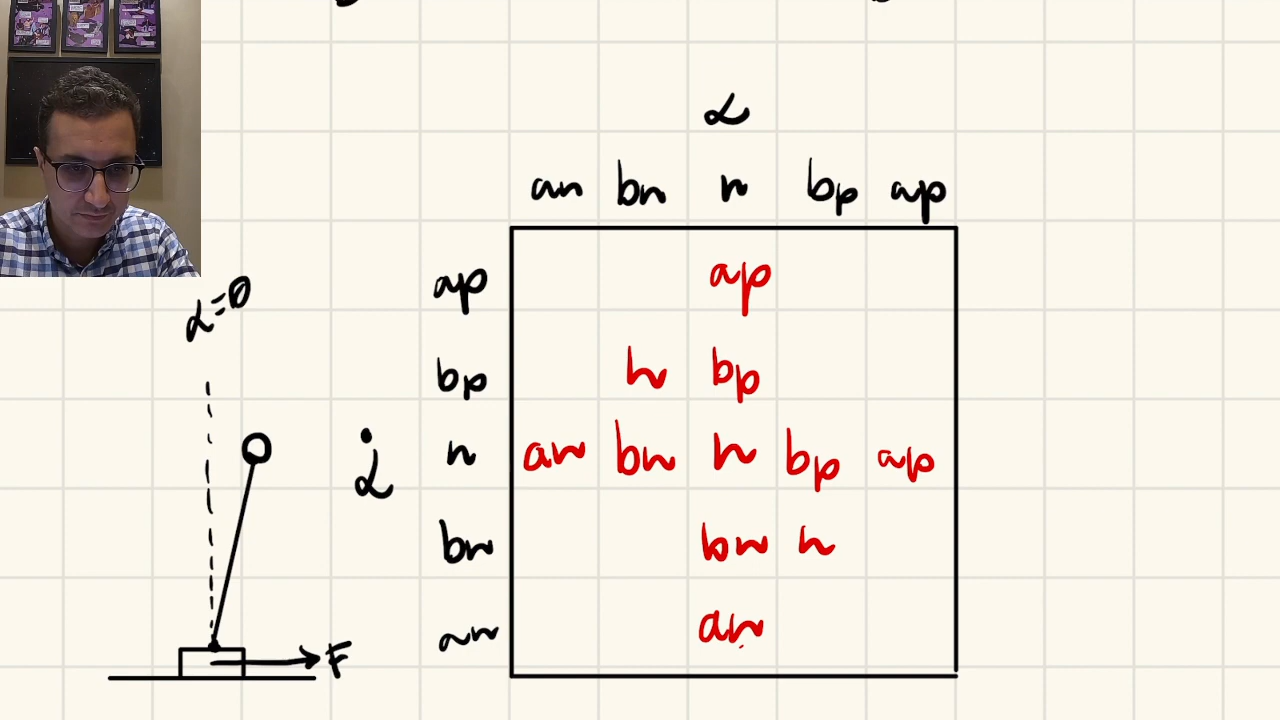 α
an bn n bp ap
ap ap
α=0
bp n bp
α̇ n an bn n bp ap
bn bn n
an an
F